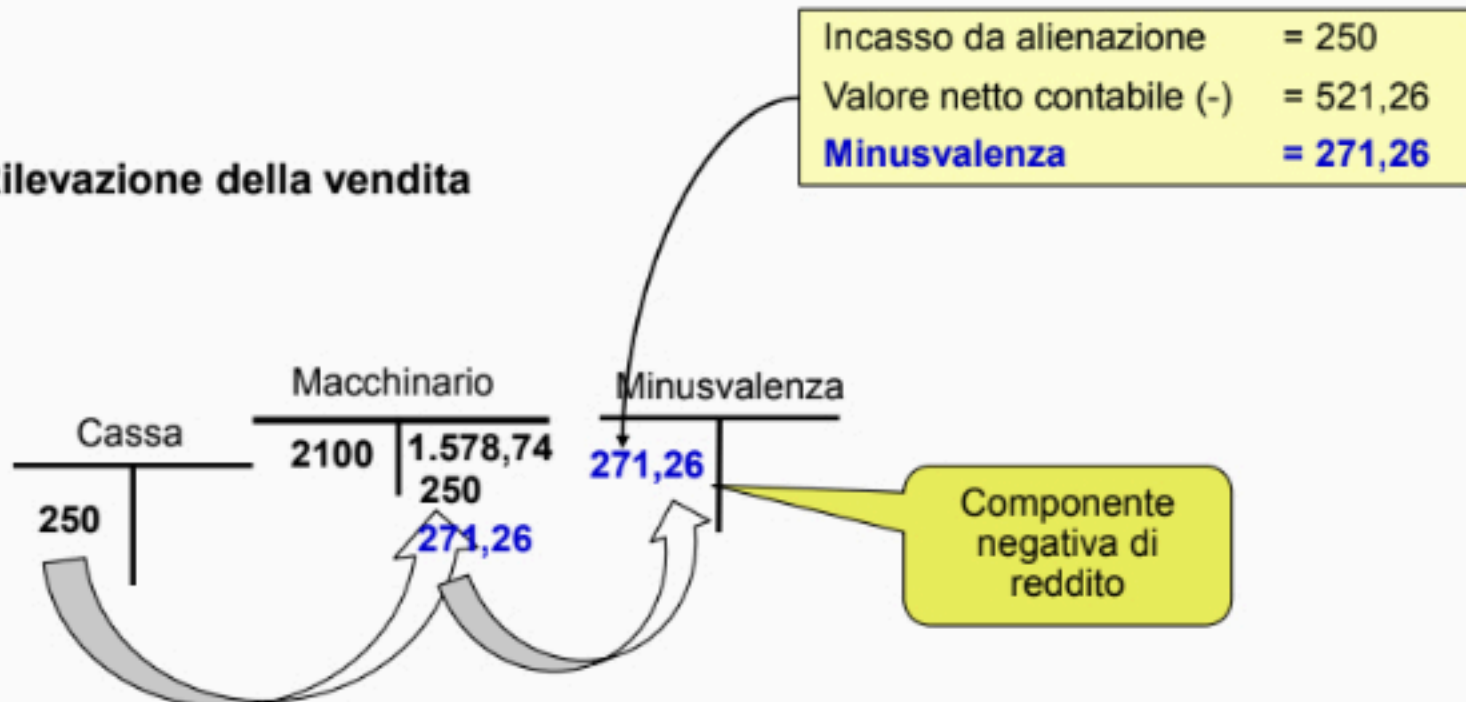 Incasso da alienazione = 250
Valore netto contabile (-) = 521,26
Minusvalenza = 271,26
ilevazione della vendita
Macchinario
Minusvalenza
Cassa
2100
1.578,74
271,26
250
250
271,26
Componente
negativa di
reddito